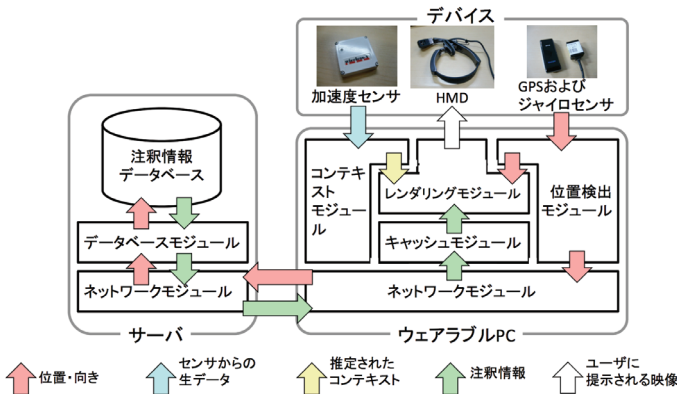 デバイス
加速度センサ
HMD
GPSおよび
ジャイロセンサ
注釈情報
データベース
データベースモジュール
ネットワークモジュール
サーバ
コンテキ
ストモ
ジュール
レンダリングモジュール
キャッシュモジュール
位置検出
モジュール
ネットワークモジュール
ウェアラブルPC
位置・向き
センサからの
生データ
推定された
コンテキスト
注釈情報
ユーザに
提示される映像